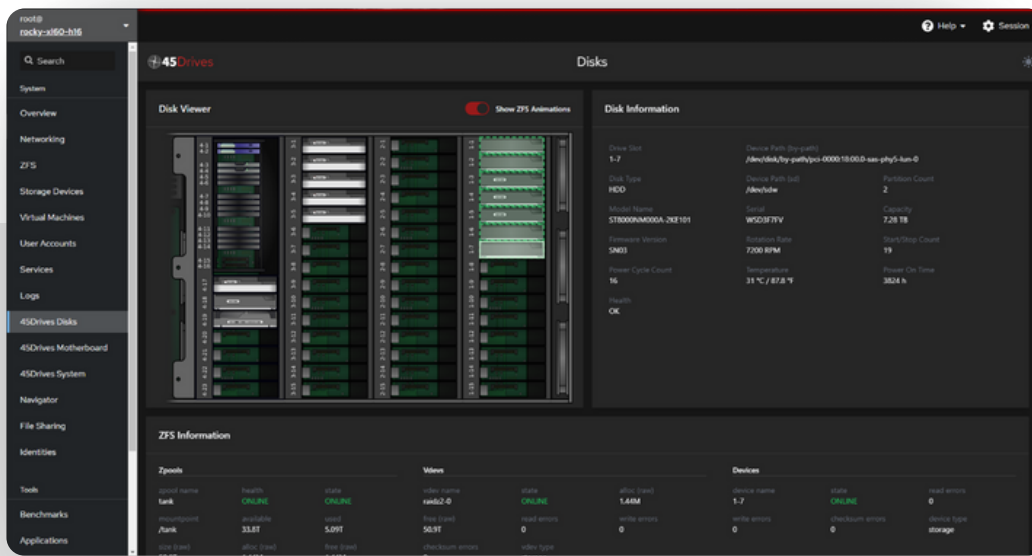 root@
rocky-xl60-h16
Help
Session
Search
System
Overview
Networking
ZFS
Storage Devices
Virtual Machines
User Accounts
Services
Logs
45Drives Disks
45Drives Motherboard
45Drives System
Navigator
File Sharing
Identities
Tools
Benchmarks
Applications
45Drives
Disks
Disk Viewer
Show ZFS Animations
Disk Information
Drive Slot
1-7
Device Path (by-path)
/dev/disk/by-path/pci-0000:18:00.0-sas-phy5-lun-0
Disk Type
HDD
Device Path (sd)
/dev/sdw
Partition Count
2
Model Name
ST8000NM000A-2KE101
Serial
WSD3F7FV
Capacity
7.28 TB
Firmware Version
SN03
Rotation Rate
7200 RPM
Start/Stop Count
19
Power Cycle Count
16
Temperature
31 °C / 87.8 °F
Power On Time
3824 h
Health
OK
ZFS Information
Zpools
zpool name
tank
health
ONLINE
state
ONLINE
mountpoint
/tank
available
33.8T
used
5.09T
size (raw)
alloc (raw)
free (raw)
Vdevs
vdev name
raidz2-0
state
ONLINE
alloc (raw)
1.44M
free (raw)
50.9T
read errors
0
write errors
0
checksum errors
vdev type
Devices
device name
1-7
state
ONLINE
read errors
0
write errors
0
checksum errors
0
device type
storage